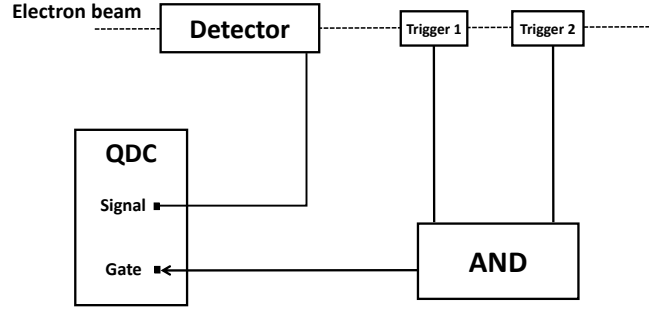 Electron beam
Detector
Trigger 1
Trigger 2
QDC
Signal
Gate
AND